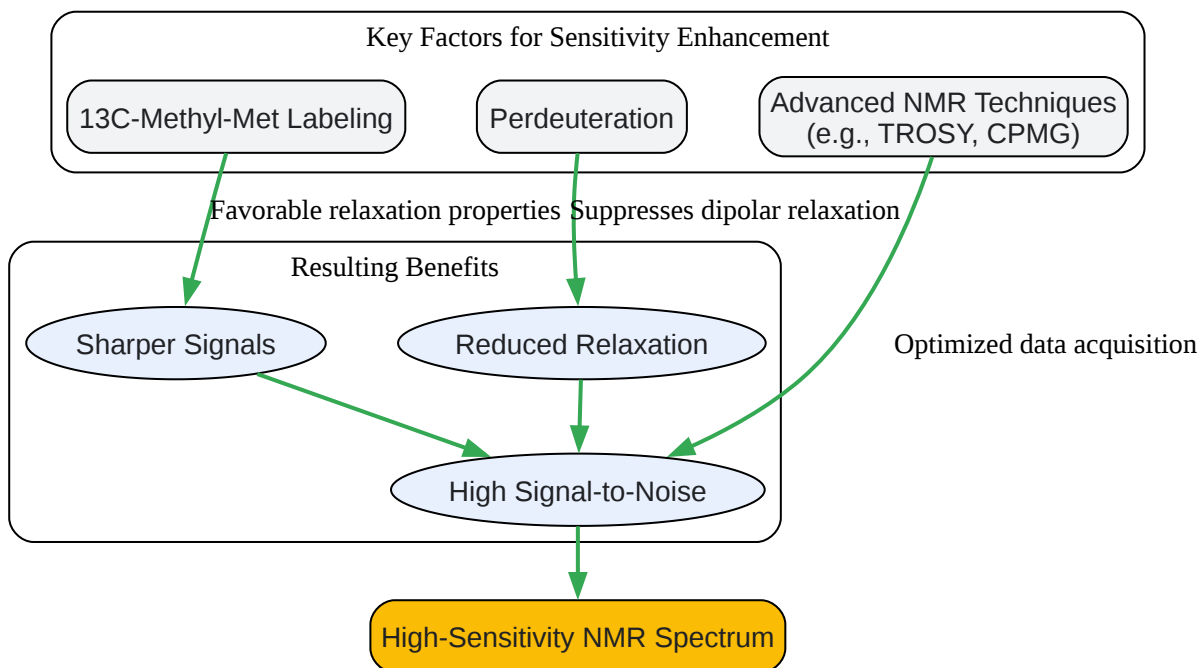 Key Factors for Sensitivity Enhancement
13C-Methyl-Met Labeling
Perdeuteration
Advanced NMR Techniques
(e.g., TROSY, CPMG)
Favorable relaxation properties
Suppresses dipolar relaxation
Resulting Benefits
Sharper Signals
Reduced Relaxation
Optimized data acquisition
High Signal-to-Noise
High-Sensitivity NMR Spectrum